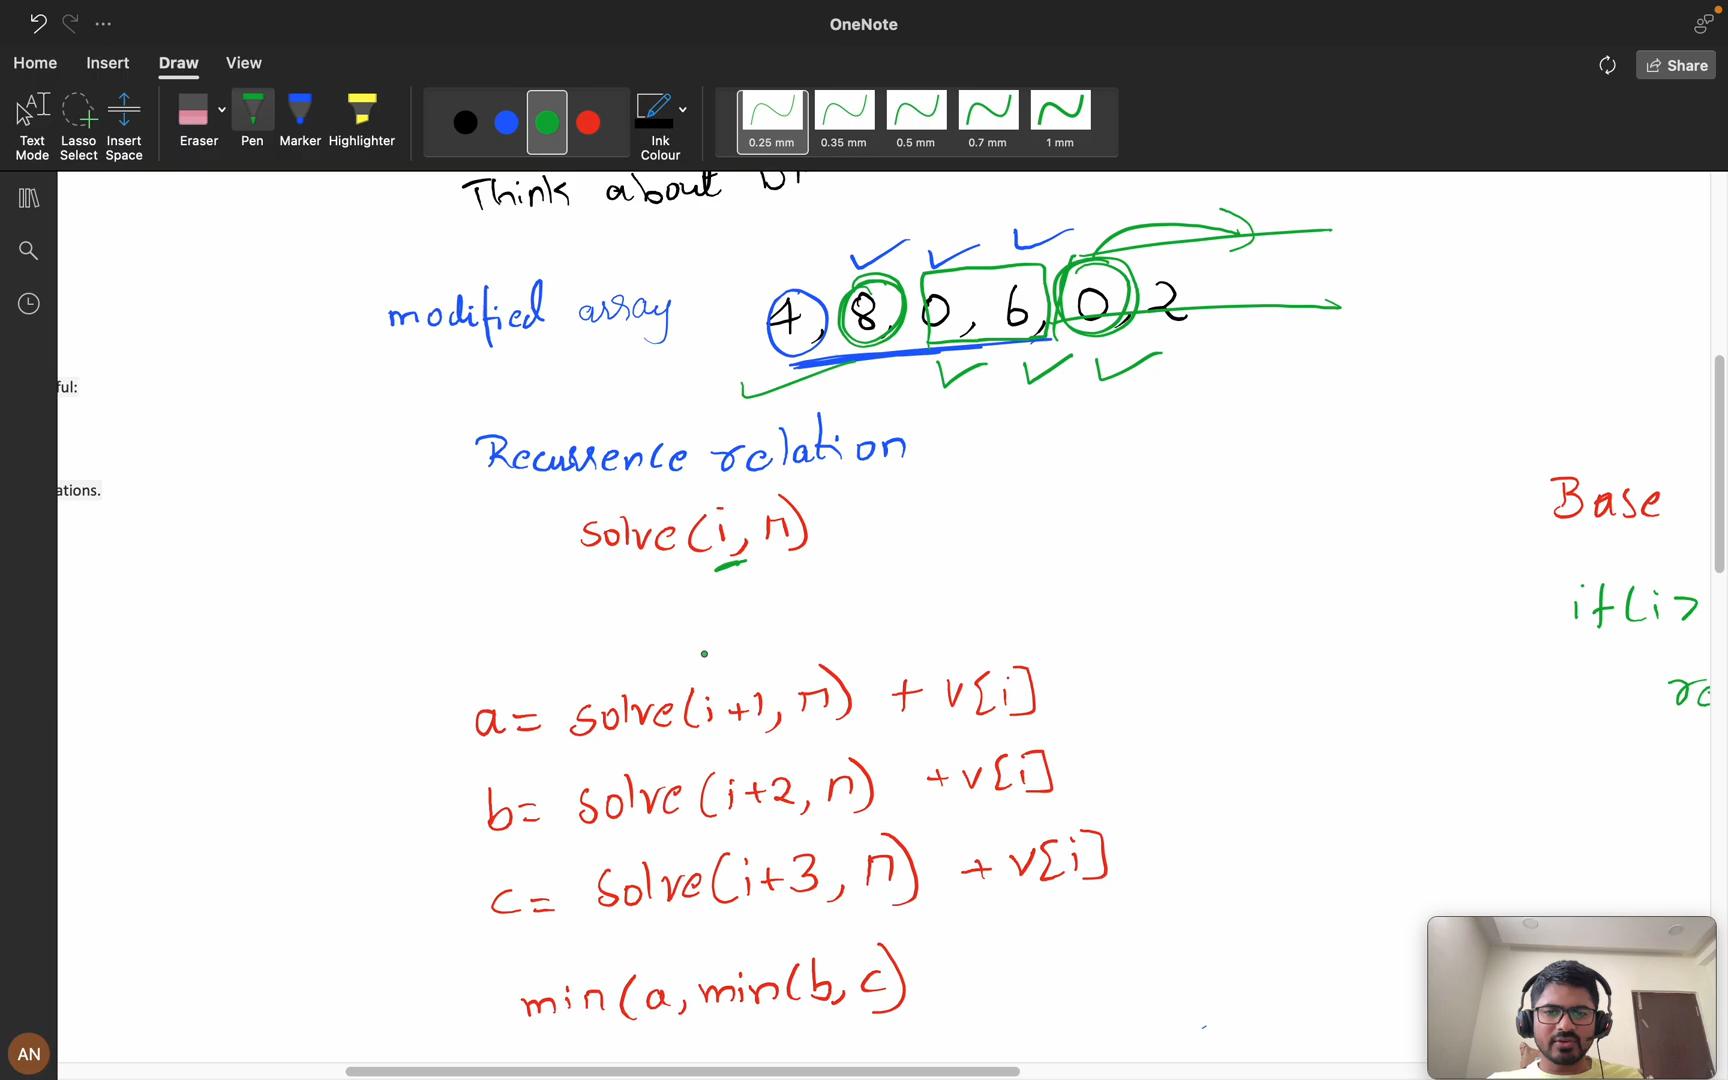 OneNote
Home Insert Draw View
Share
Text Mode Lasso Select Insert Space Eraser Pen Marker Highlighter Ink Colour 0.25 mm 0.35 mm 0.5 mm 0.7 mm 1 mm
Think about
modified array 4, 8, 0, 6, 0, 2
ful:
Recurrence relation
ations.
Base
solve(i, n)
if(i>
a= solve(i+1, n) + v[i]
b= solve(i+2, n) +v[i]
c= solve(i+3, n) + v[i]
min(a, min(b, c)
AN